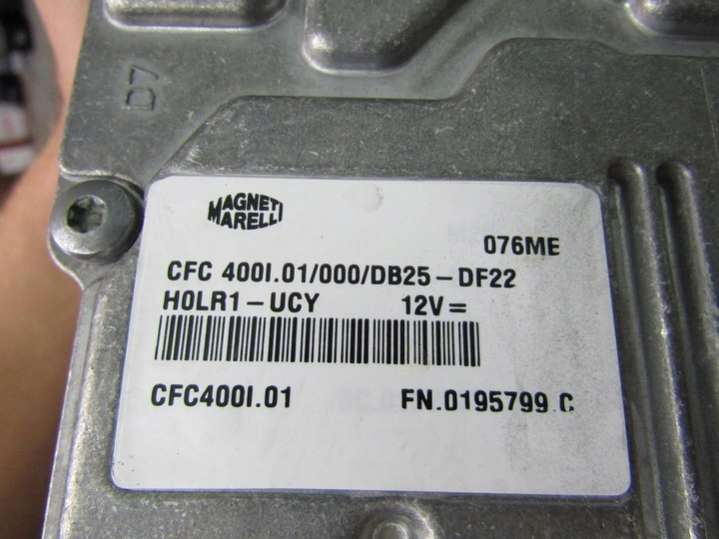 D7
MAGNETI
MARELLI
076ME
CFC 400I.01/000/DB25-DF22
H0LR1-UCY 12V=
CFC400I.01 FN.0195799 C